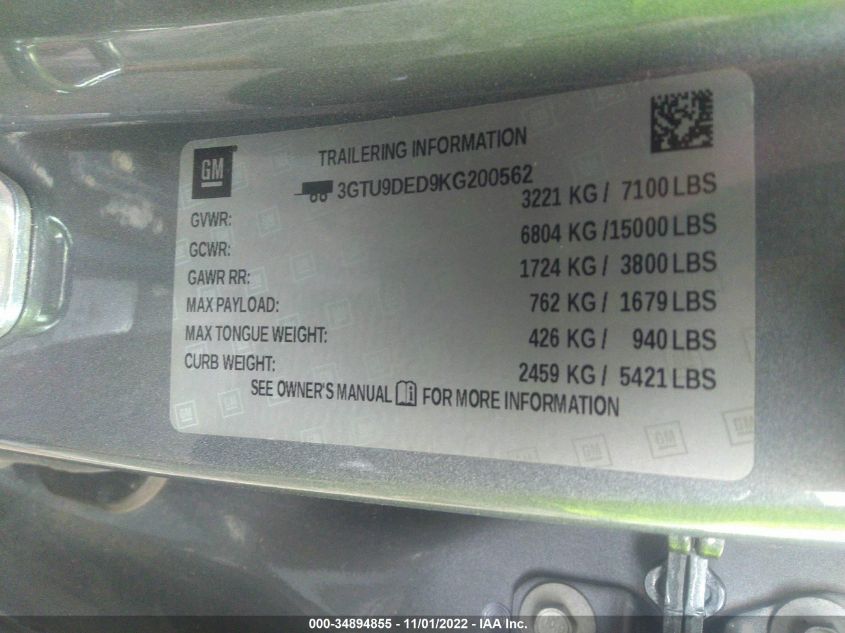 GM
TRAILERING INFORMATION
3GTU9DED9KG200562
GVWR: 3221 KG / 7100 LBS
GCWR: 6804 KG /15000 LBS
GAWR RR: 1724 KG / 3800 LBS
MAX PAYLOAD: 762 KG / 1679 LBS
MAX TONGUE WEIGHT: 426 KG / 940 LBS
CURB WEIGHT: 2459 KG / 5421 LBS
SEE OWNER'S MANUAL FOR MORE INFORMATION
000-34894855 - 11/01/2022 - IAA Inc.